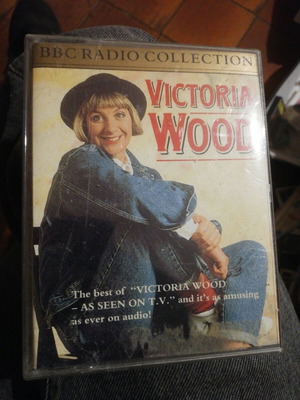 BBC RADIO COLLECTION
VICTORIA
WOOD
The best of "VICTORIA WOOD
– AS SEEN ON T.V." and it's as amusing
as ever on audio!